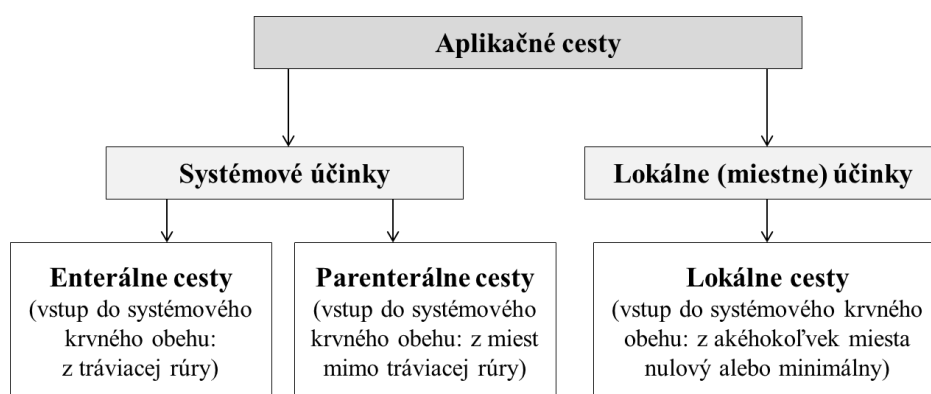 Aplikačné cesty
Systémové účinky
Lokálne (miestne) účinky
Enterálne cesty
(vstup do systémového
krvného obehu:
z tráviacej rúry)
Parenterálne cesty
(vstup do systémového
krvného obehu: z miest
mimo tráviacej rúry)
Lokálne cesty
(vstup do systémového krvného
obehu: z akéhokoľvek miesta
nulový alebo minimálny)